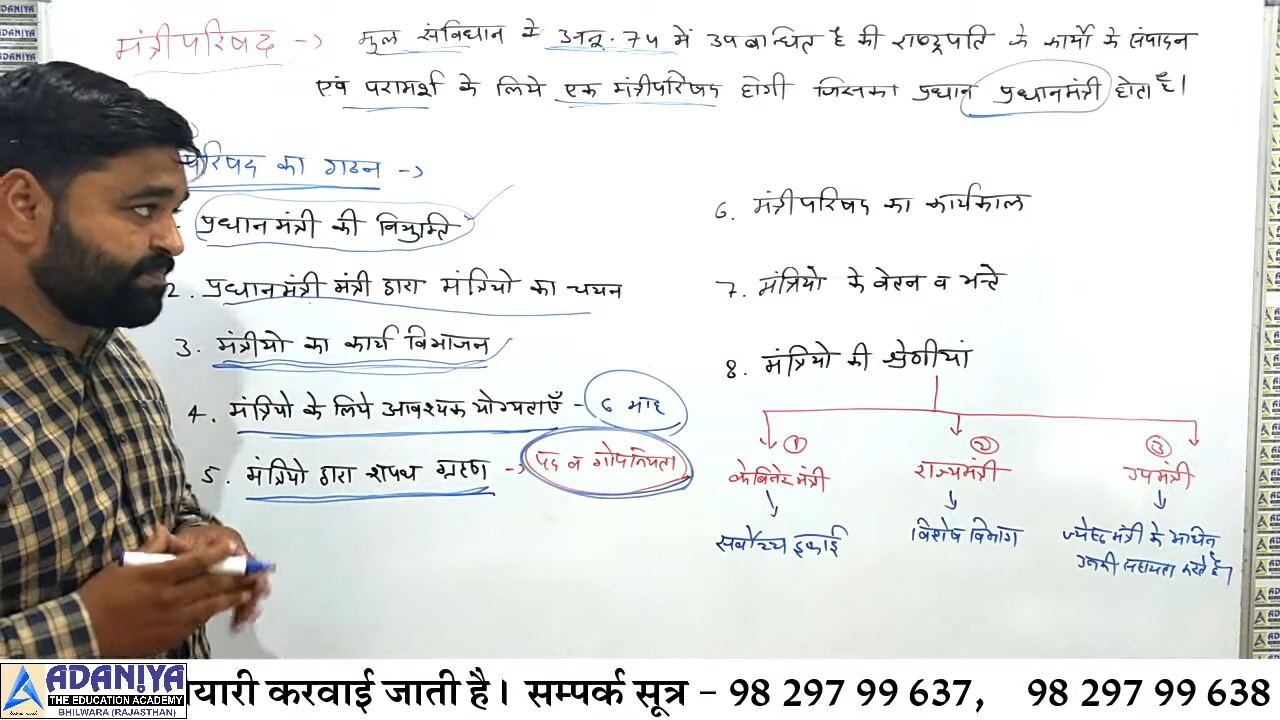 मंत्रीपरिषद -> मुल संविधान के अनु. 74 में उपबान्धित है की राष्ट्रपति के कार्यो के संपादन
एवं परामर्श के लिये एक मंत्रीपरिषद होगी जिसका प्रधान प्रधानमंत्री होता है।
परिषद का गठन ->
प्रधानमंत्री की नियुक्ति
2. प्रधानमंत्री मंत्री द्वारा मंत्रियो का चयन
3. मंत्रीयो का कार्य विभाजन
4. मंत्रियो के लिये आवश्यक योग्यताएँ - 6 माह
5. मंत्रियो द्वारा शपथ ग्रहण -> पद व गोपनियता
6. मंत्रीपरिषद का कार्यकाल
7. मंत्रियो के वेतन व भत्ते
8. मंत्रियो की श्रेणीयां
1 2 3
केबिनेट मंत्री राज्यमंत्री उपमंत्री
सर्वोच्च इकाई विशेष विभाग ज्येष्ठ मंत्री के अधिन
उनकी सहायता करते है।
ADANIYA
THE EDUCATION ACADEMY
BHILWARA (RAJASTHAN)
यारी करवाई जाती है। सम्पर्क सूत्र - 98 297 99 637, 98 297 99 638